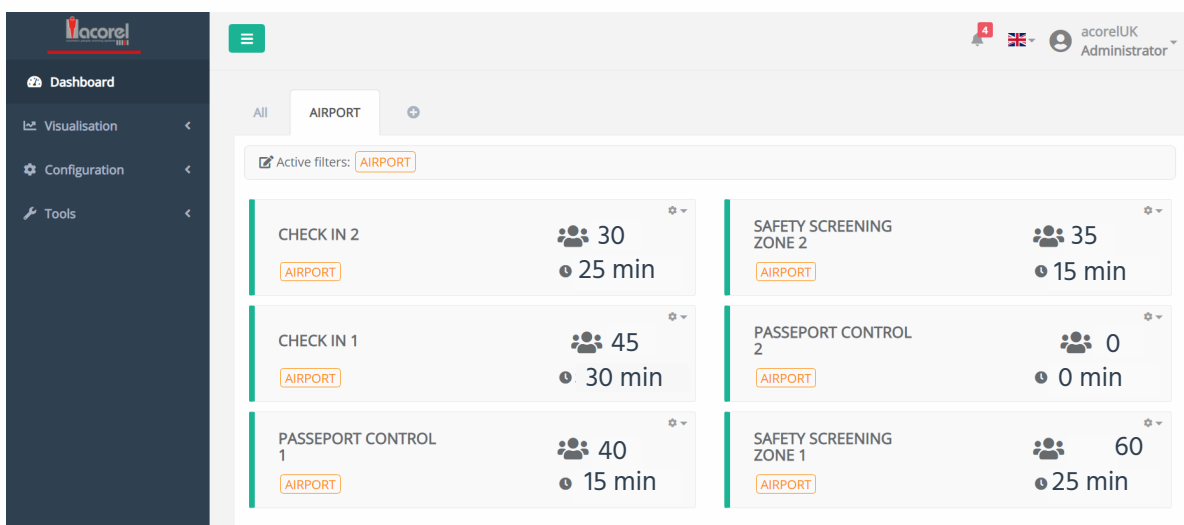 acorel
4
acorelUK
Administrator
Dashboard
Visualisation
Configuration
Tools
All
AIRPORT
Active filters: AIRPORT
CHECK IN 2
30
AIRPORT
25 min
SAFETY SCREENING
ZONE 2
35
AIRPORT
15 min
CHECK IN 1
45
AIRPORT
30 min
PASSEPORT CONTROL
2
0
AIRPORT
0 min
PASSEPORT CONTROL
1
40
AIRPORT
15 min
SAFETY SCREENING
ZONE 1
60
AIRPORT
25 min